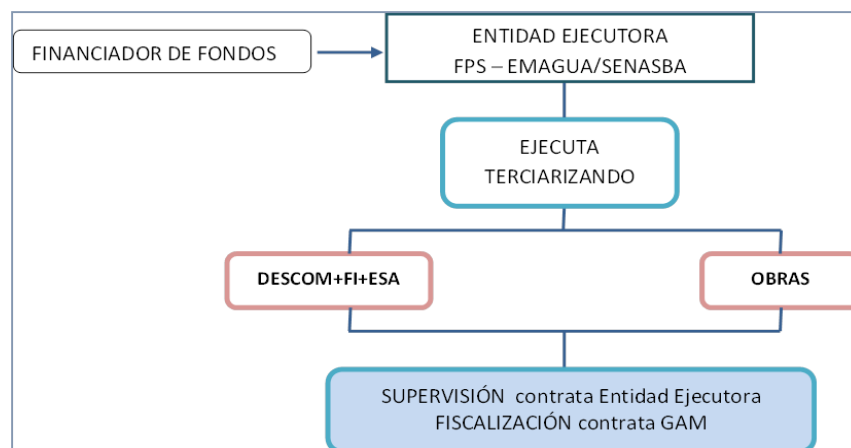 FINANCIADOR DE FONDOS
ENTIDAD EJECUTORA
FPS – EMAGUA/SENASBA
EJECUTA
TERCIARIZANDO
DESCOM+FI+ESA
OBRAS
SUPERVISIÓN contrata Entidad Ejecutora
FISCALIZACIÓN contrata GAM